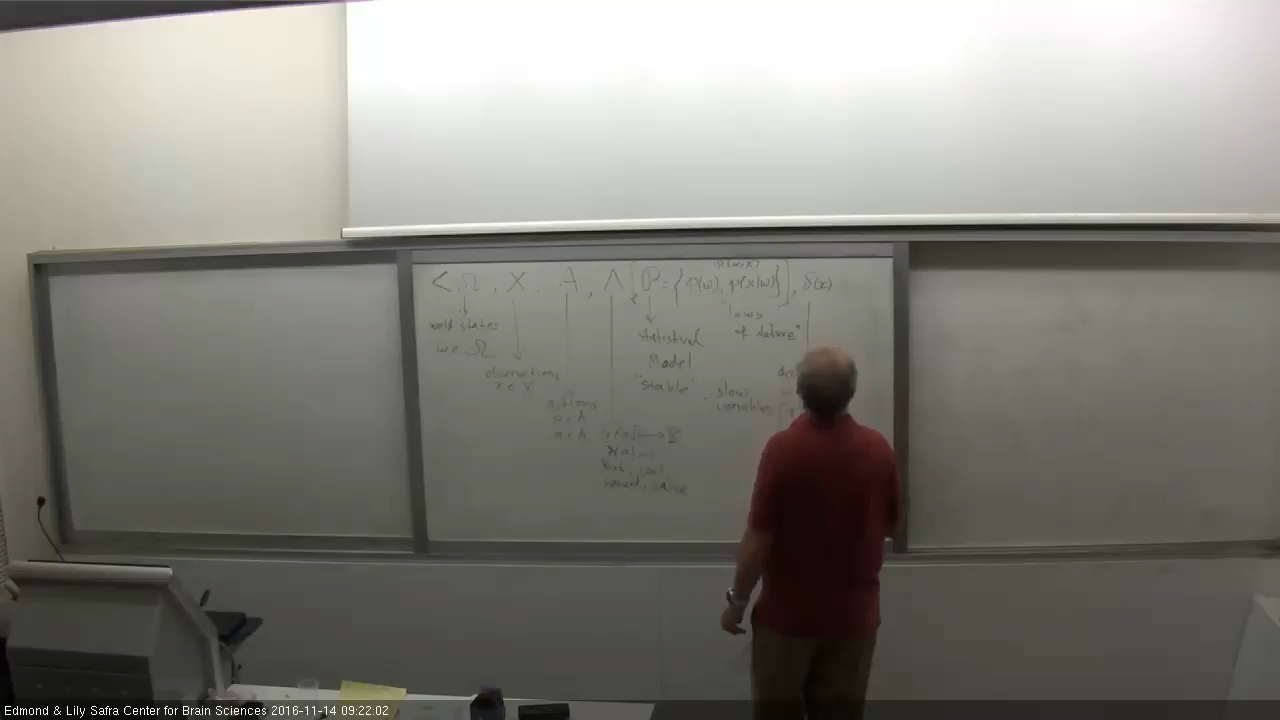 p(w,x)
< Ω , X , A , Λ , P = { p(w), p(x|w) } , δ(x)
world states
w ∈ Ω
observations
x ∈ X
actions
a ∈ A
a ∈ A
λ(a,w)
Risk, cost
reward, value
statistical
Model
"stable"
"laws
of nature"
slow
variables
Edmond & Lily Safra Center for Brain Sciences 2016-11-14 09:22:02